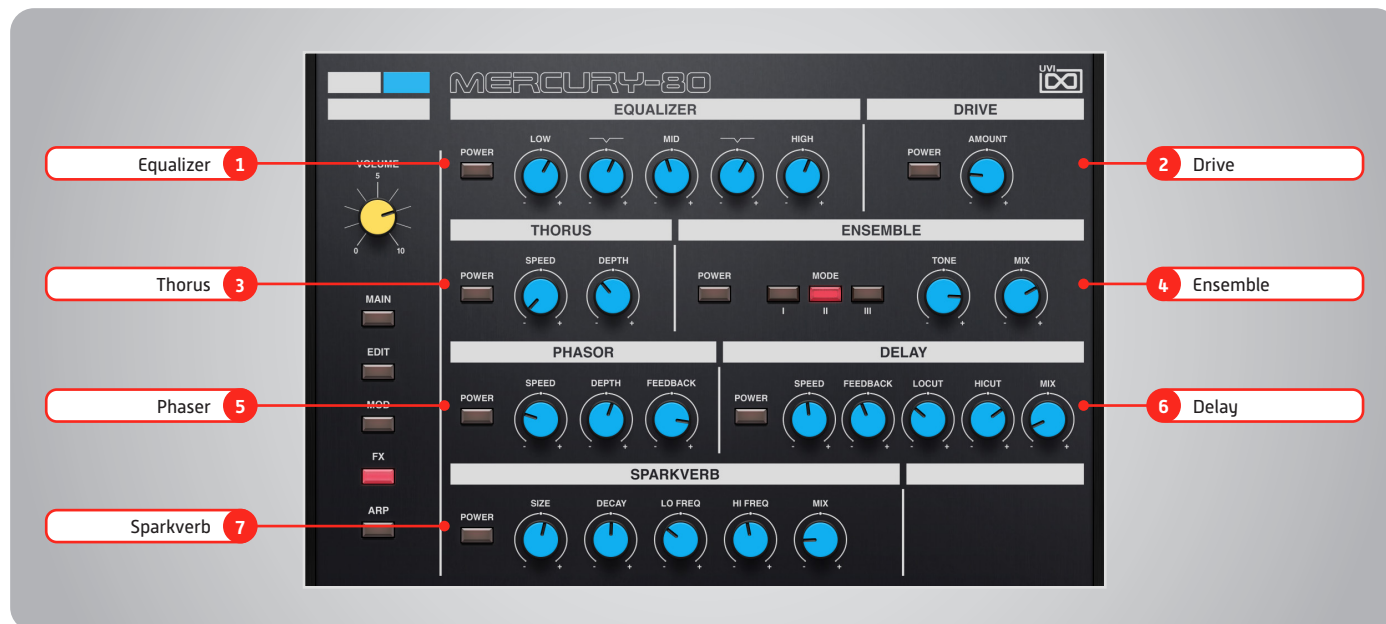 UVI
MERCURY-80
EQUALIZER
DRIVE
Equalizer 1
VOLUME
5
0 10
POWER
LOW MID HIGH
- + - + - + - + - +
POWER
AMOUNT
- +
2 Drive
THORUS
ENSEMBLE
Thorus 3
POWER
SPEED DEPTH
- + - +
POWER
MODE
I II III
TONE MIX
- + - +
4 Ensemble
MAIN
EDIT
MOD
FX
ARP
PHASOR
DELAY
Phaser 5
POWER
SPEED DEPTH FEEDBACK
- + - + - +
POWER
SPEED FEEDBACK LOCUT HICUT MIX
- + - + - + - + - +
6 Delay
SPARKVERB
Sparkverb 7
POWER
SIZE DECAY LO FREQ HI FREQ MIX
- + - + - + - + - +